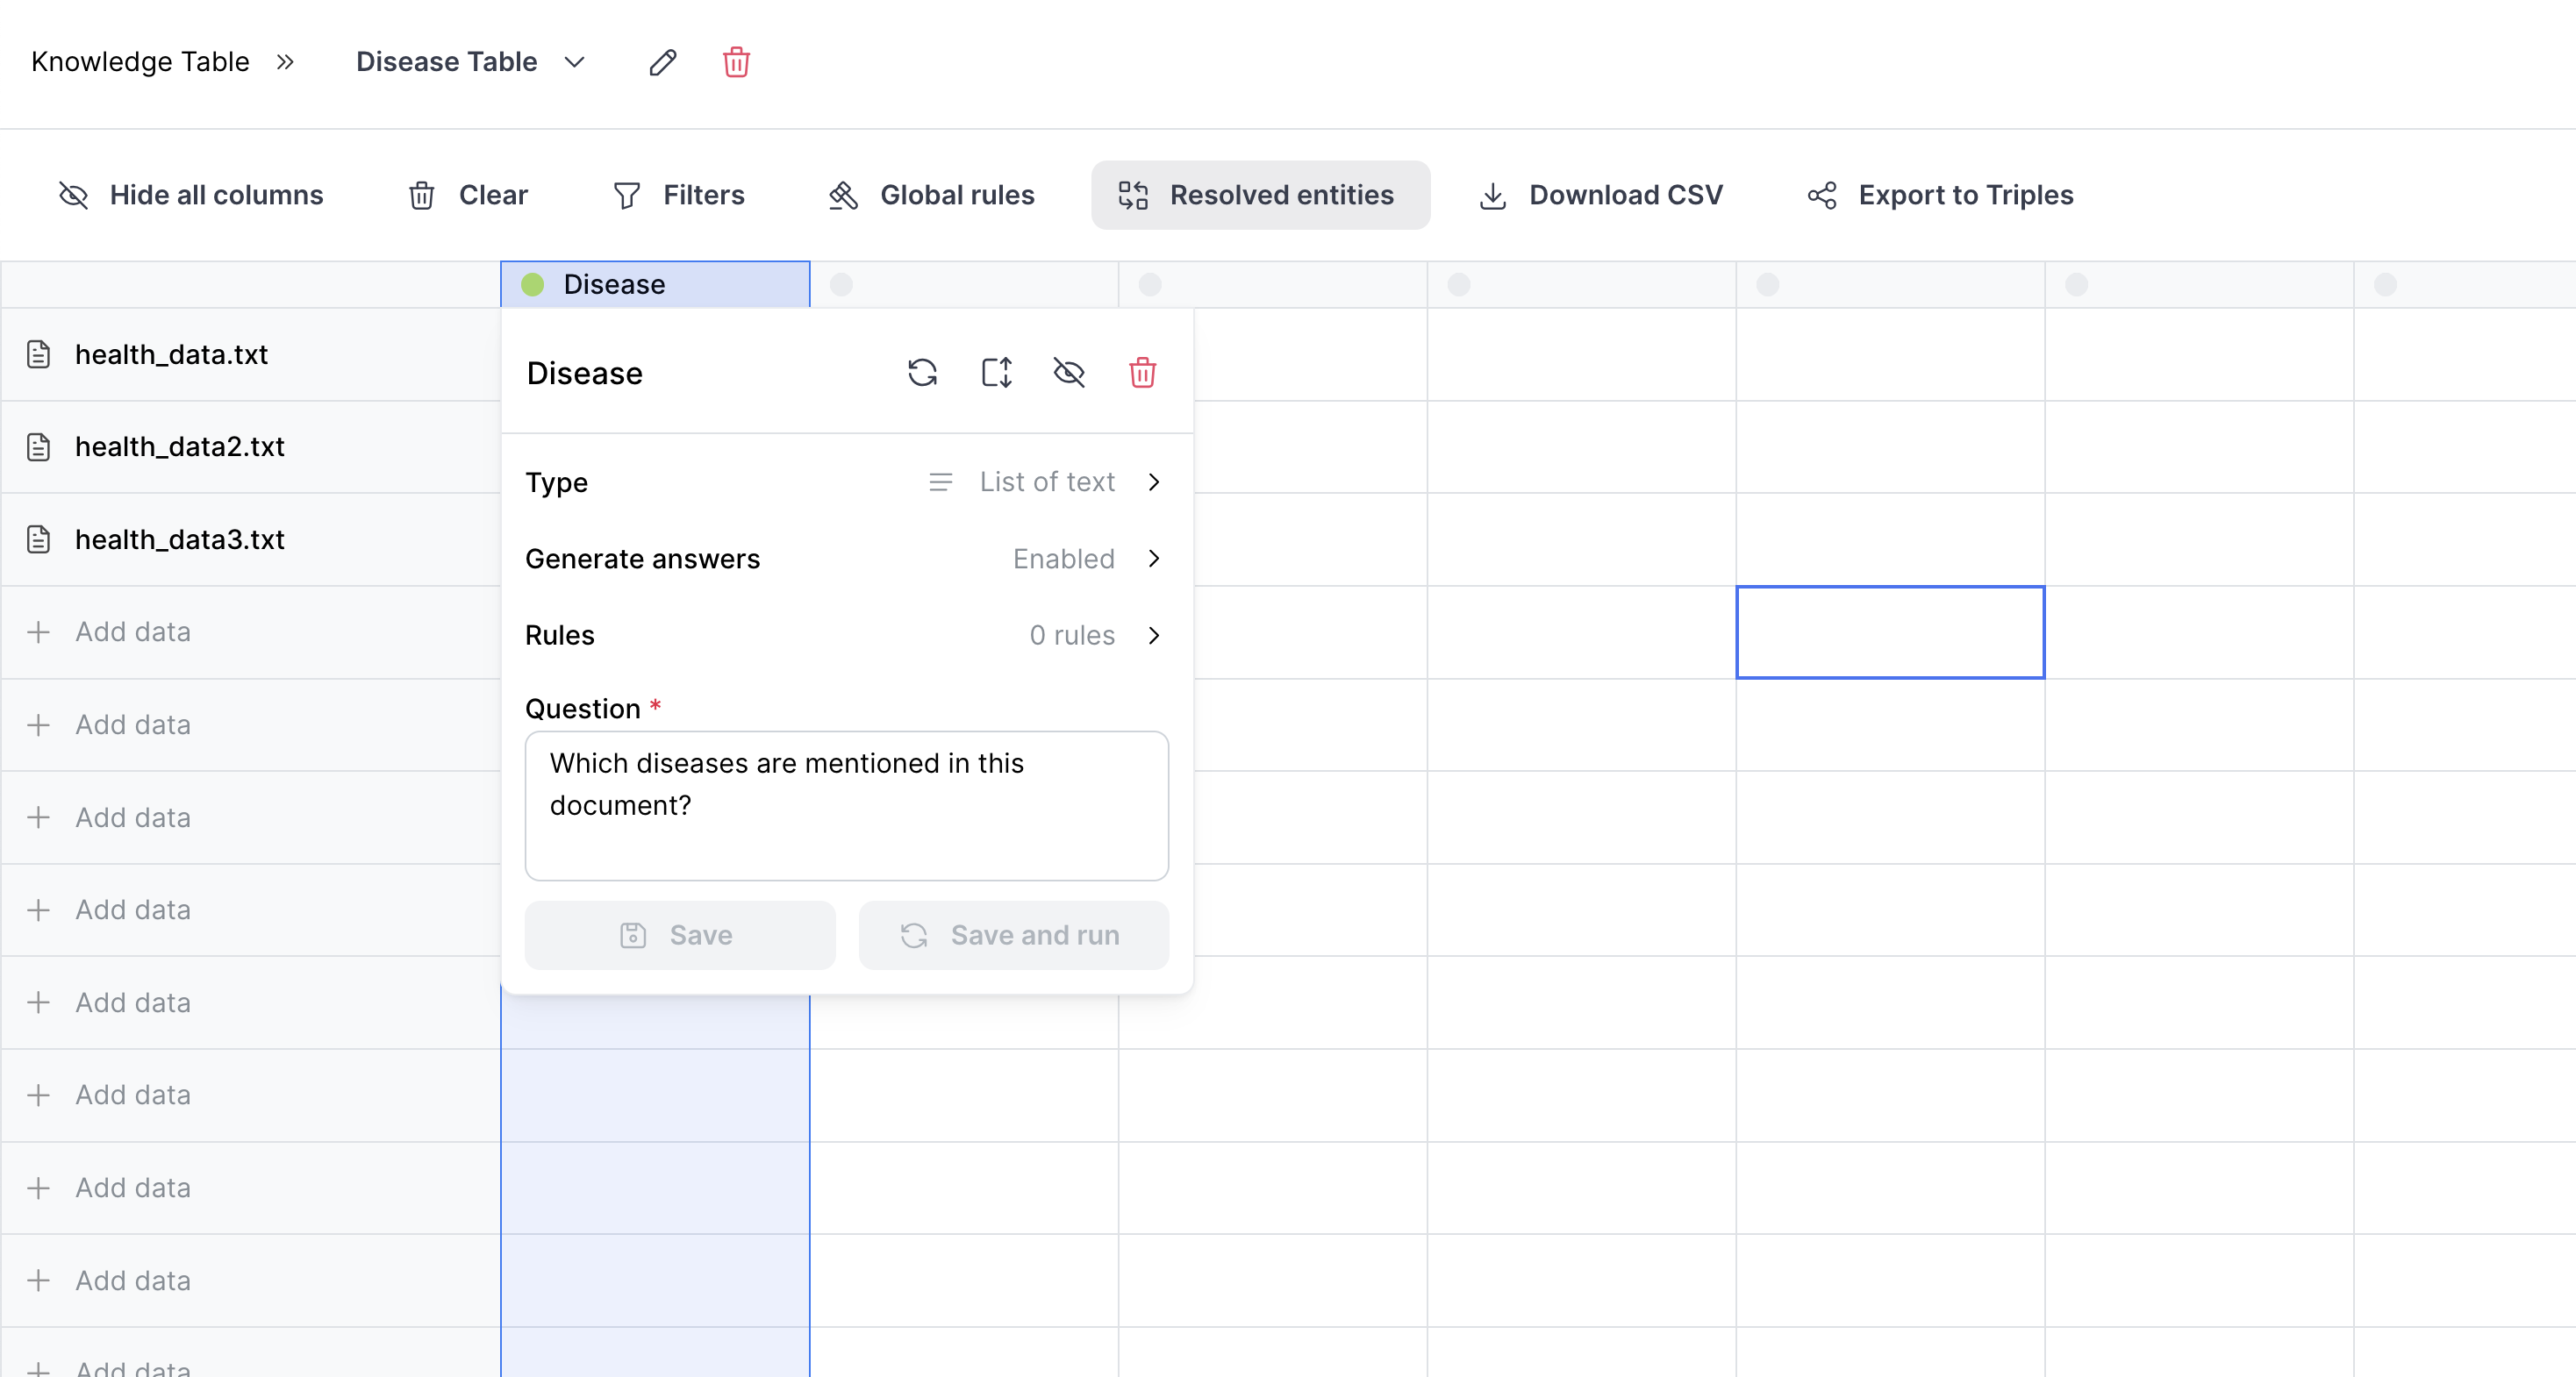 Knowledge Table
Disease Table
Hide all columns
Clear
Filters
Global rules
Resolved entities
Download CSV
Export to Triples
Disease
health_data.txt
health_data2.txt
health_data3.txt
Add data
Add data
Add data
Add data
Add data
Add data
Add data
Add data
Add data
Disease
Type
List of text
Generate answers
Enabled
Rules
0 rules
Question *
Which diseases are mentioned in this
document?
Save
Save and run